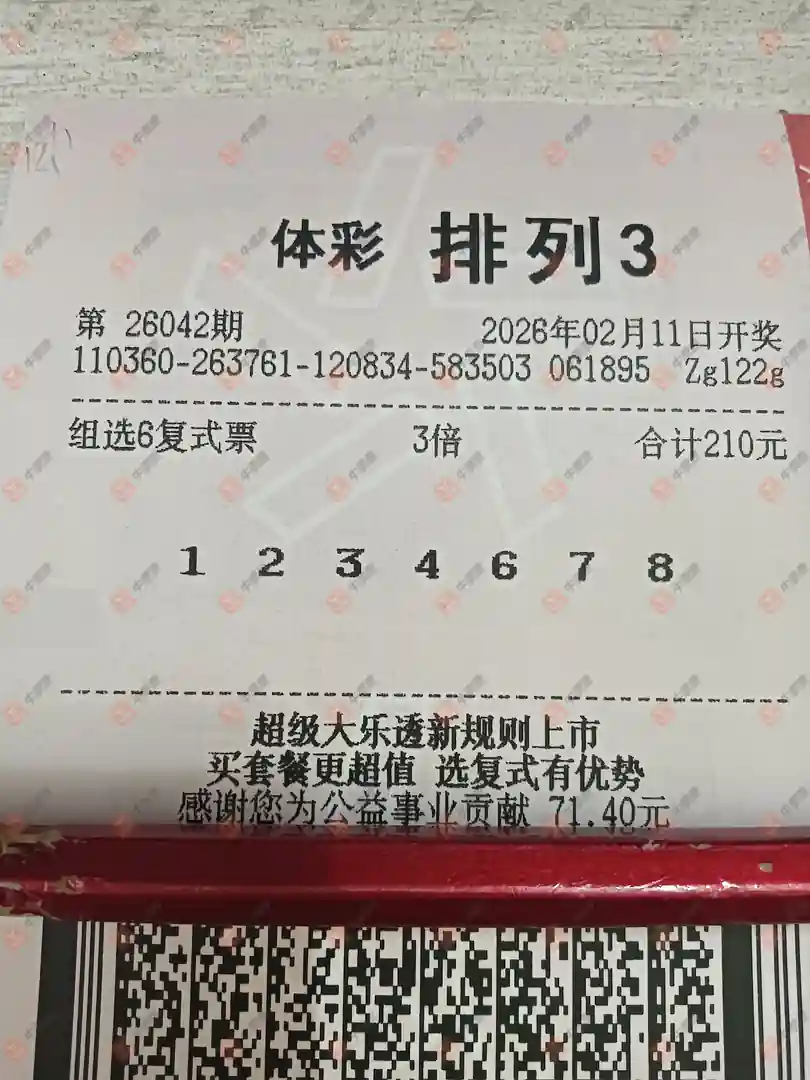 体彩 排列3
第 26042期 2026年02月11日开奖
110360-263761-120834-583503 061895 Zg122g
组选6复式票 3倍 合计210元
1 2 3 4 6 7 8
超级大乐透新规则上市
买套餐更超值 选复式有优势
感谢您为公益事业贡献 71.40元